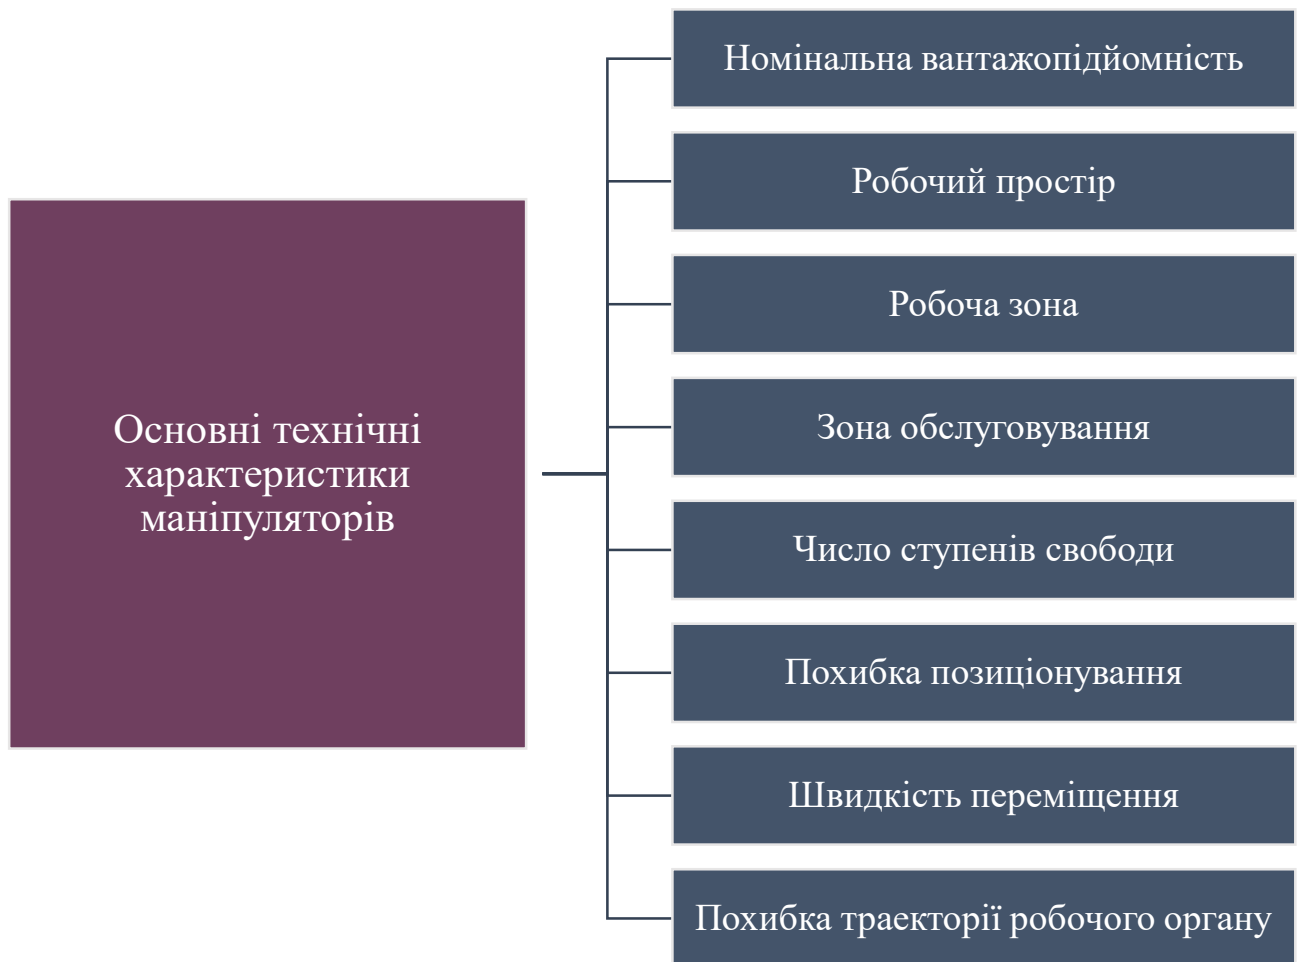 Основні технічні
характеристики
маніпуляторів
Номінальна вантажопідйомність
Робочий простір
Робоча зона
Зона обслуговування
Число ступенів свободи
Похибка позиціонування
Швидкість переміщення
Похибка траекторії робочого органу